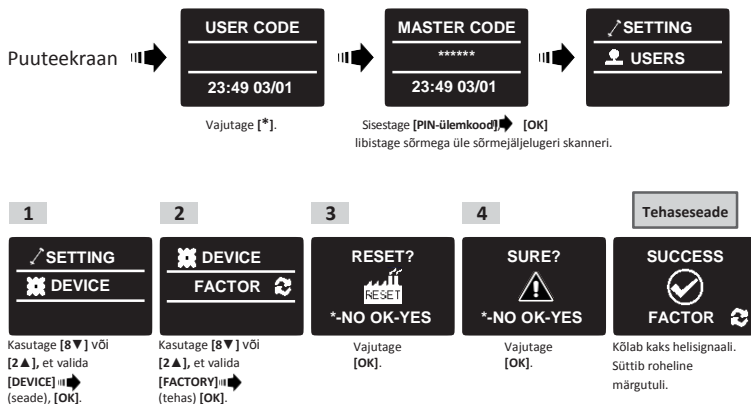 Puuteekraan
USER CODE
23:49 03/01
Vajutage [*].
MASTER CODE
******
23:49 03/01
Sisestage [PIN-ülemkood] [OK]
libistage sõrmega üle sõrmejäljelugeri skanneri.
SETTING
USERS
1
SETTING
DEVICE
Kasutage [8▼] või
[2▲], et valida
[DEVICE]
(seade), [OK].
2
DEVICE
FACTOR
Kasutage [8▼] või
[2▲], et valida
[FACTORY]
(tehas) [OK].
3
RESET?
RESET
*-NO OK-YES
Vajutage
[OK].
4
SURE?
*-NO OK-YES
Vajutage
[OK].
Tehaseseade
SUCCESS
FACTOR
Kõlab kaks helisignaali.
Süttib roheline
märgutuli.